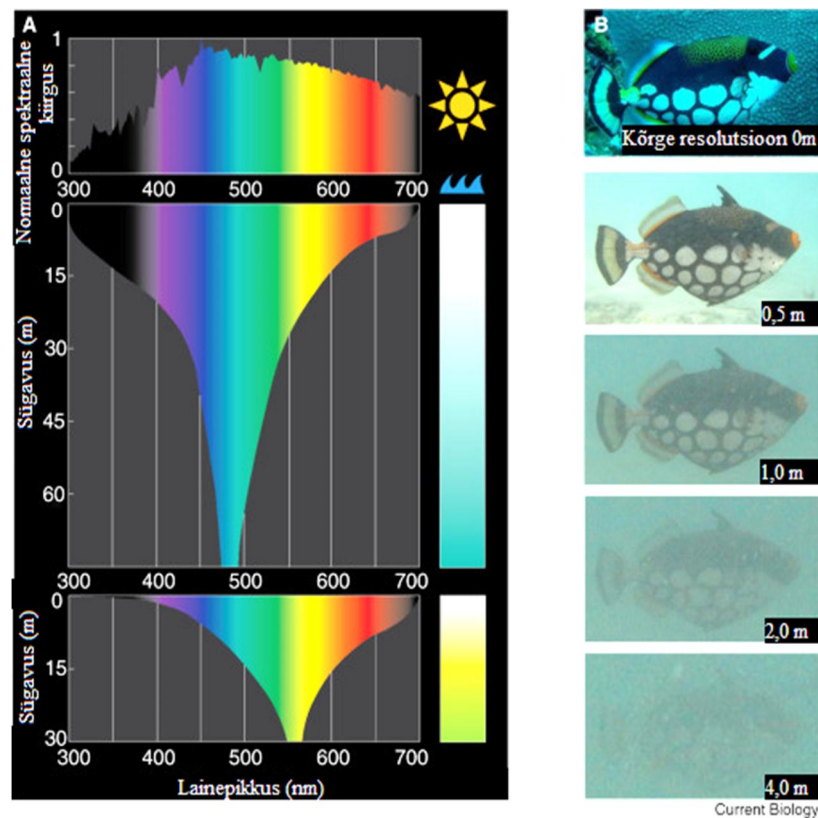 A
Normaalne spektraalne
kiirgus
1
0
300 400 500 600 700
Sügavus (m)
0
15
30
45
60
300 400 500 600 700
Sügavus (m)
0
15
30
300 400 500 600 700
Lainepikkus (nm)
B
Kõrge resolutsioon 0m
0,5 m
1,0 m
2,0 m
4,0 m
Current Biology